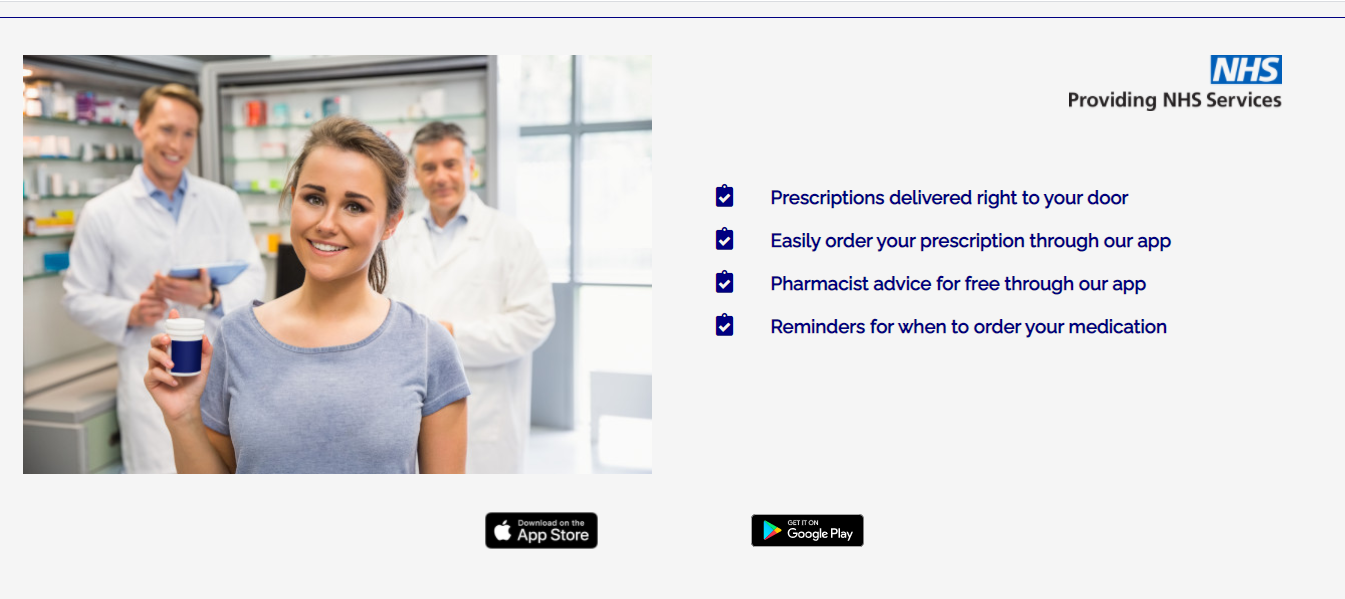 NHS
Providing NHS Services
Prescriptions delivered right to your door
Easily order your prescription through our app
Pharmacist advice for free through our app
Reminders for when to order your medication
Download on the
App Store
GET IT ON
Google Play